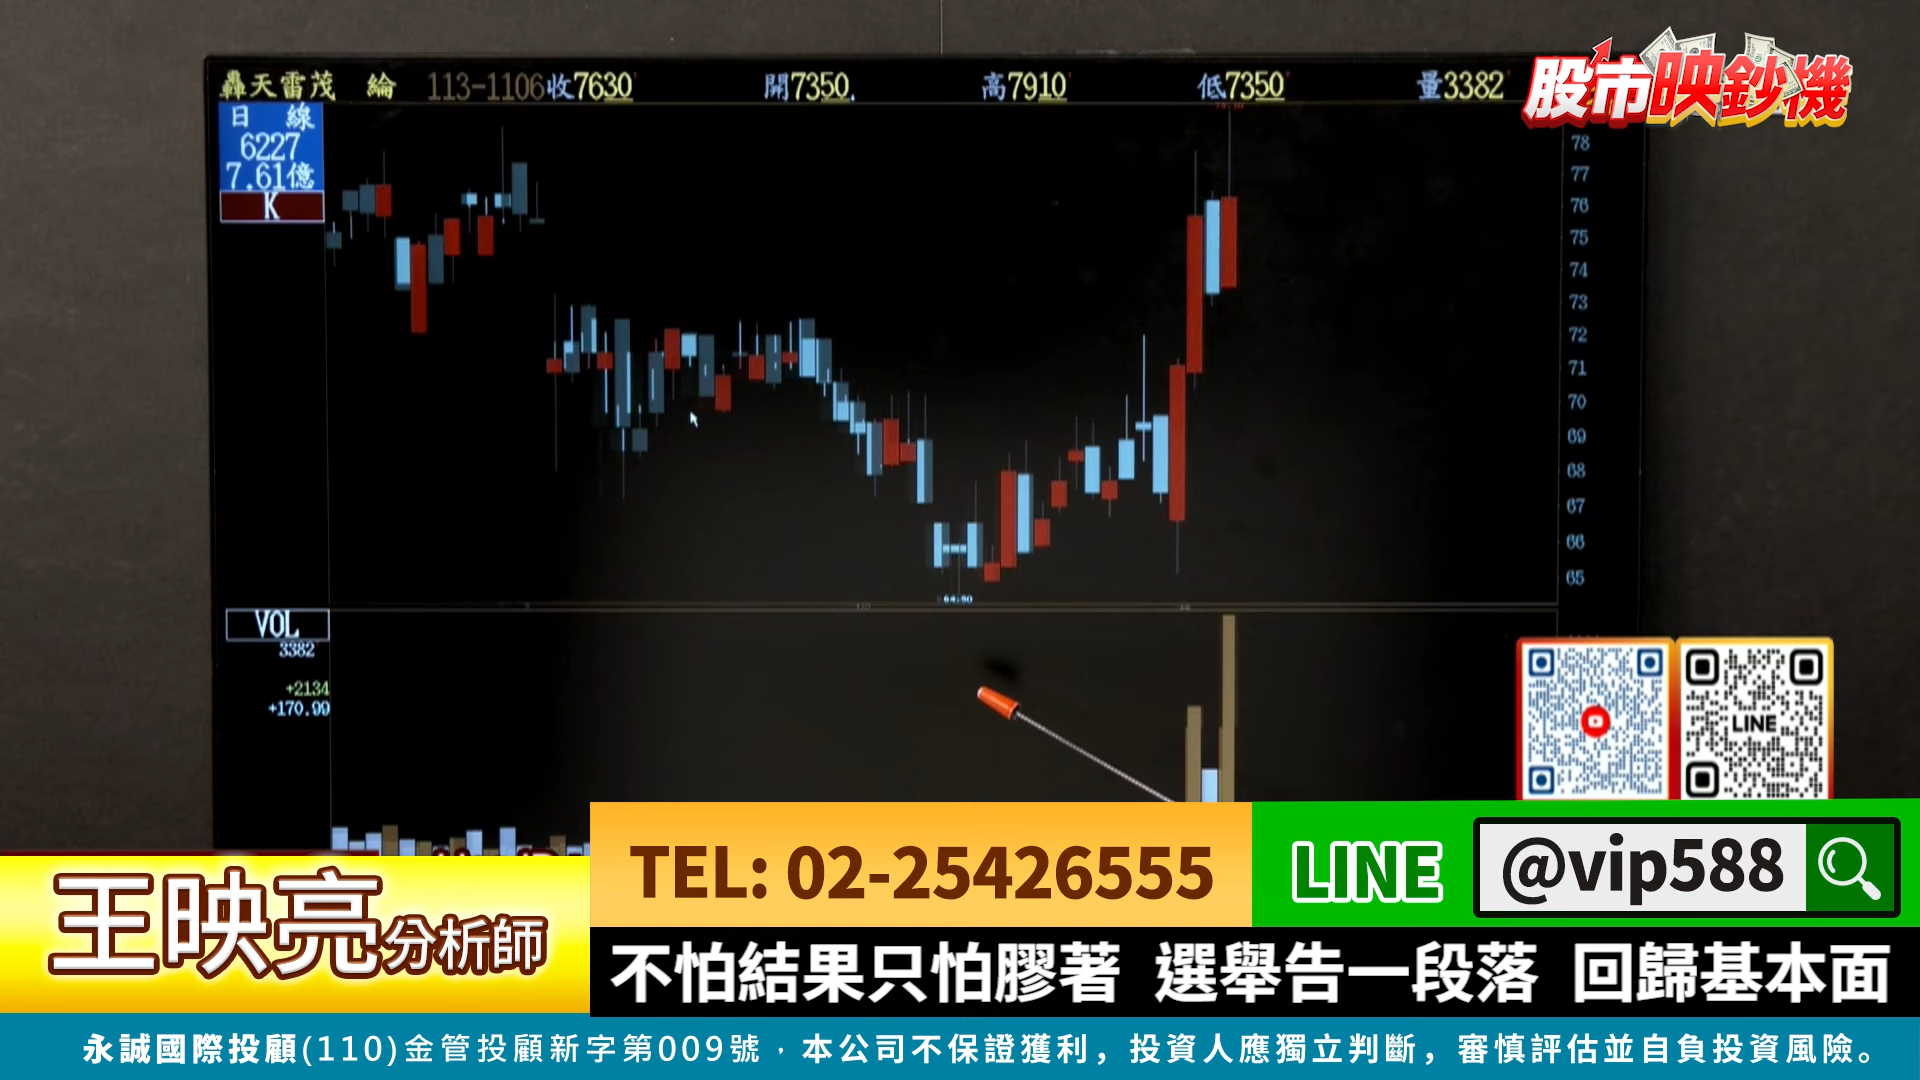 轟天雷茂 綸 113-1106收7630 開7350 高7910 低7350 量3382
股市映鈔機
日 線
6227
7.61億
K
78
77
76
75
74
73
72
71
70
69
68
67
66
65
64.80
VOL
3382
+2134
+170.99
LINE
TEL: 02-25426555
LINE @vip588
王映亮分析師
不怕結果只怕膠著 選舉告一段落 回歸基本面
永誠國際投顧(110)金管投顧新字第009號，本公司不保證獲利，投資人應獨立判斷，審慎評估並自負投資風險。